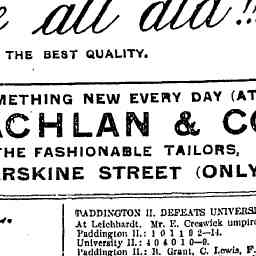 e all did!!
THE BEST QUALITY.
METHING NEW EVERY DAY (AT
ACHLAN & CO
THE FASHIONABLE TAILORS,
ERSKINE STREET (ONLY
PADDINGTON II. DEFEATS UNIVERSI
At Leichhardt. Mr. E. Creswick umpire
Paddington II.: 1 0 1 1 0 2—14.
University II.: 4 0 4 0 1 0—9.
Paddington II.: B. Grant, C. Lewis, F.